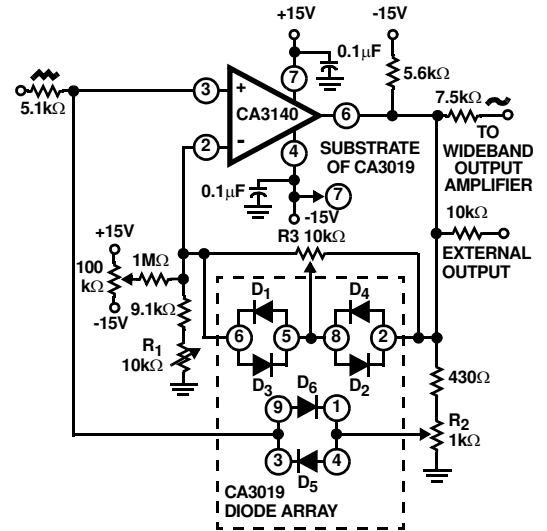 +15V
-15V
0.1µF
5.6kΩ
7
5.1kΩ
3
+
CA3140
6
7.5kΩ
2
-
4
SUBSTRATE
OF CA3019
TO
WIDEBAND
OUTPUT
AMPLIFIER
0.1µF
7
-15V
10kΩ
EXTERNAL
OUTPUT
R3 10kΩ
+15V
1MΩ
100
kΩ
-15V
9.1kΩ
R1
10kΩ
D1
D4
6
5
8
2
D3
D2
D6
9
1
3
4
D5
430Ω
R2
1kΩ
CA3019
DIODE ARRAY